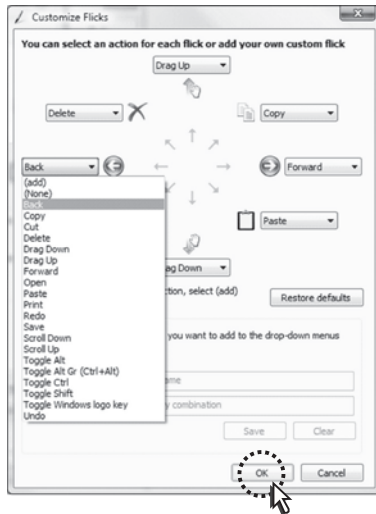 Customize Flicks
You can select an action for each flick or add your own custom flick
Drag Up
Delete
Copy
Back
Forward
(add)
(None)
Back
Copy
Cut
Delete
Drag Down
Drag Up
Forward
Open
Paste
Print
Redo
Save
Scroll Down
Scroll Up
Toggle Alt
Toggle Alt Gr (Ctrl+Alt)
Toggle Ctrl
Toggle Shift
Toggle Windows logo key
Undo
Paste
ag Down
ction, select (add)
Restore defaults
you want to add to the drop-down menus
ame
y combination
Save
Clear
OK
Cancel